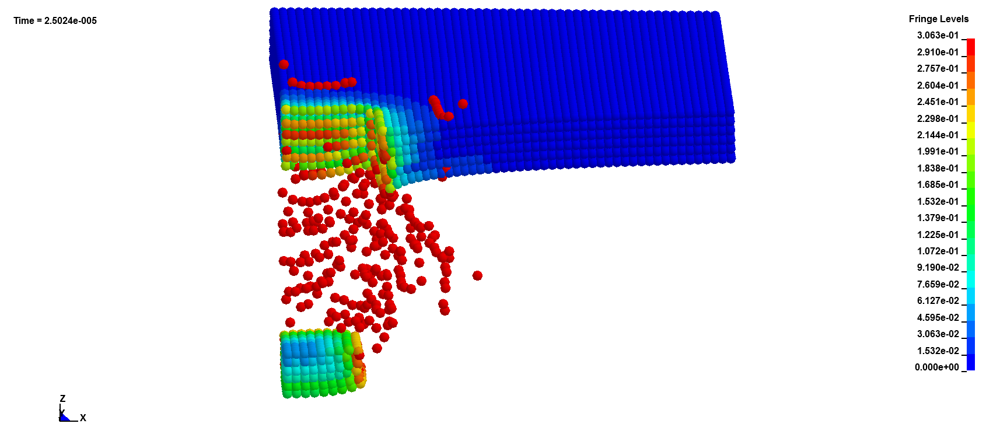 Time = 2.5024e-005
Fringe Levels
3.063e-01
2.910e-01
2.757e-01
2.604e-01
2.451e-01
2.298e-01
2.144e-01
1.991e-01
1.838e-01
1.685e-01
1.532e-01
1.379e-01
1.225e-01
1.072e-01
9.190e-02
7.659e-02
6.127e-02
4.595e-02
3.063e-02
1.532e-02
0.000e+00
Z
Y
X